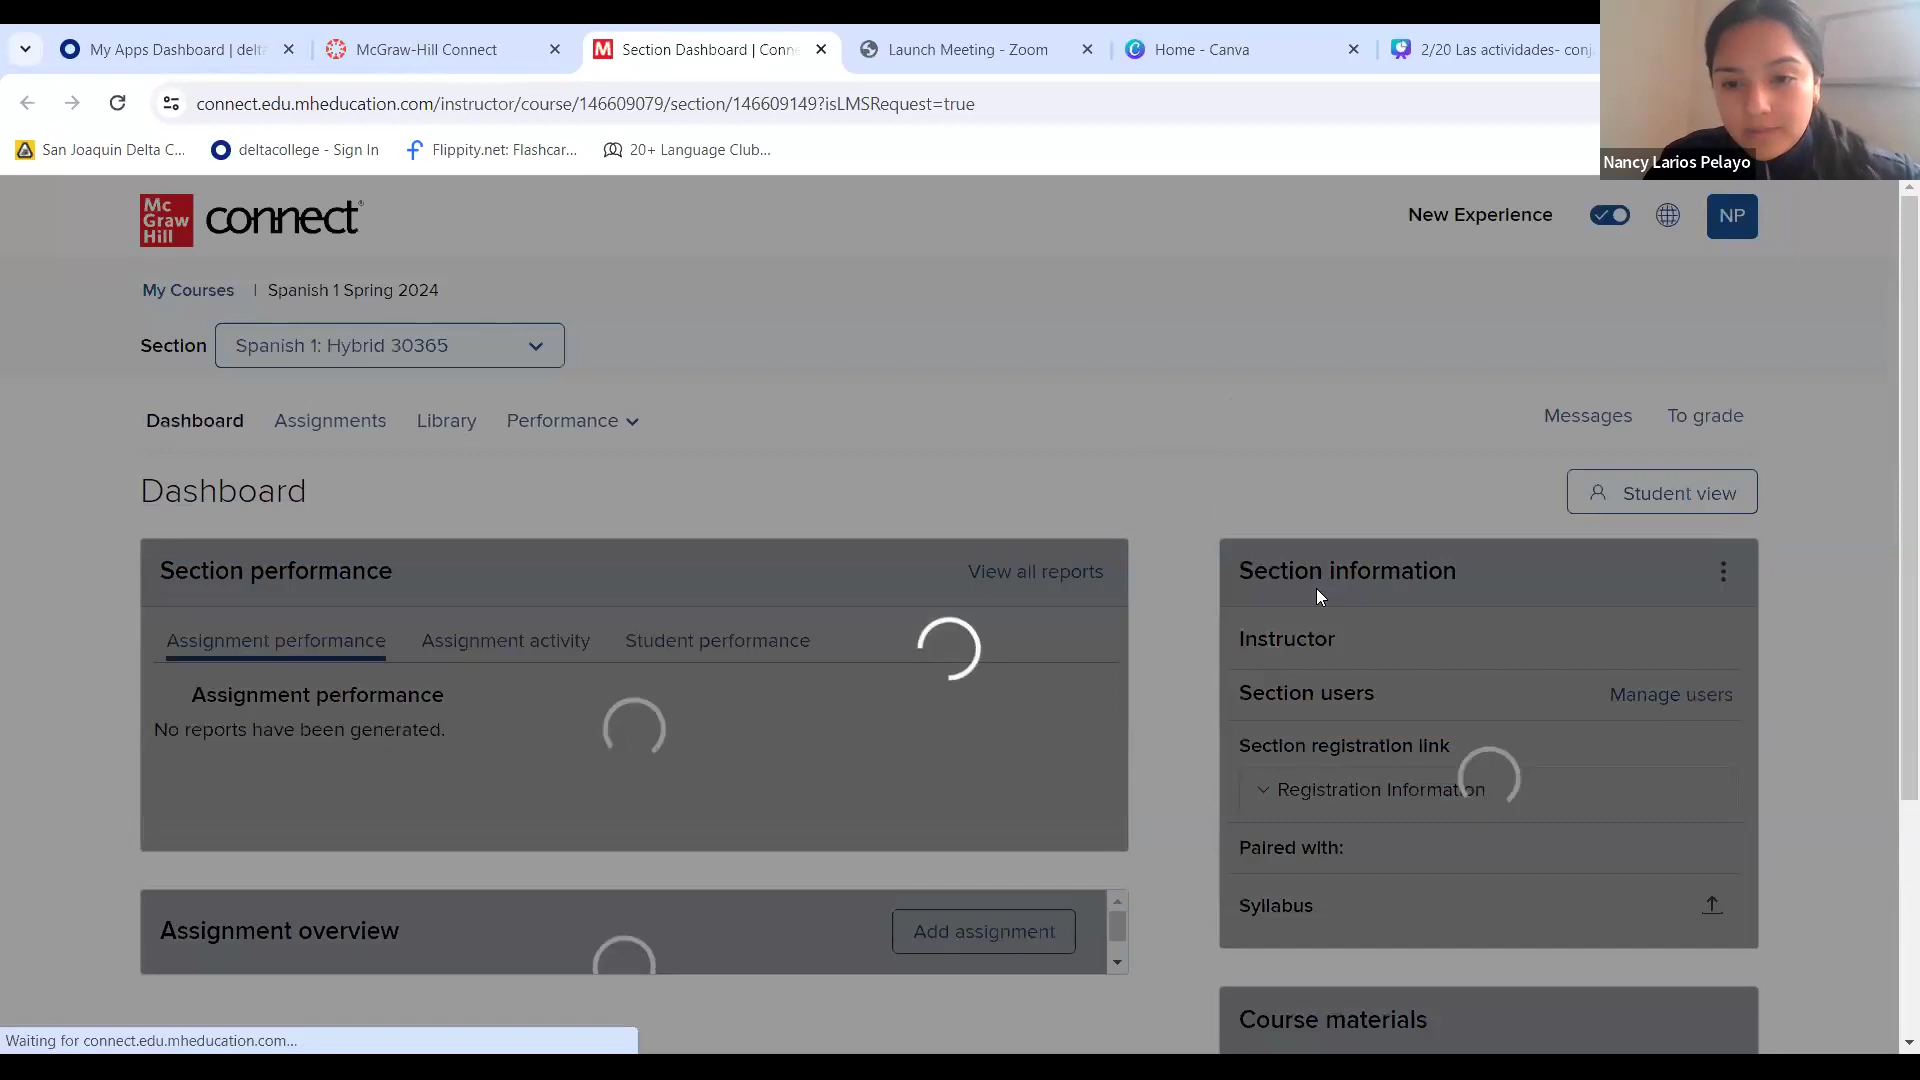 My Apps Dashboard | delta
McGraw-Hill Connect
Section Dashboard | Conne
Launch Meeting - Zoom
Home - Canva
2/20 Las actividades- conj
connect.edu.mheducation.com/instructor/course/146609079/section/146609149?isLMSRequest=true
San Joaquin Delta C...
deltacollege - Sign In
Flippity.net: Flashcar...
20+ Language Club...
Nancy Larios Pelayo
Mc
Graw
Hill
connect
New Experience
NP
My Courses | Spanish 1 Spring 2024
Section Spanish 1: Hybrid 30365
Dashboard Assignments Library Performance
Messages To grade
Dashboard
Student view
Section performance
View all reports
Assignment performance Assignment activity Student performance
Assignment performance
No reports have been generated.
Assignment overview
Add assignment
Section information
Instructor
Section users
Manage users
Section registration link
Registration Information
Paired with:
Syllabus
Course materials
Waiting for connect.edu.mheducation.com...